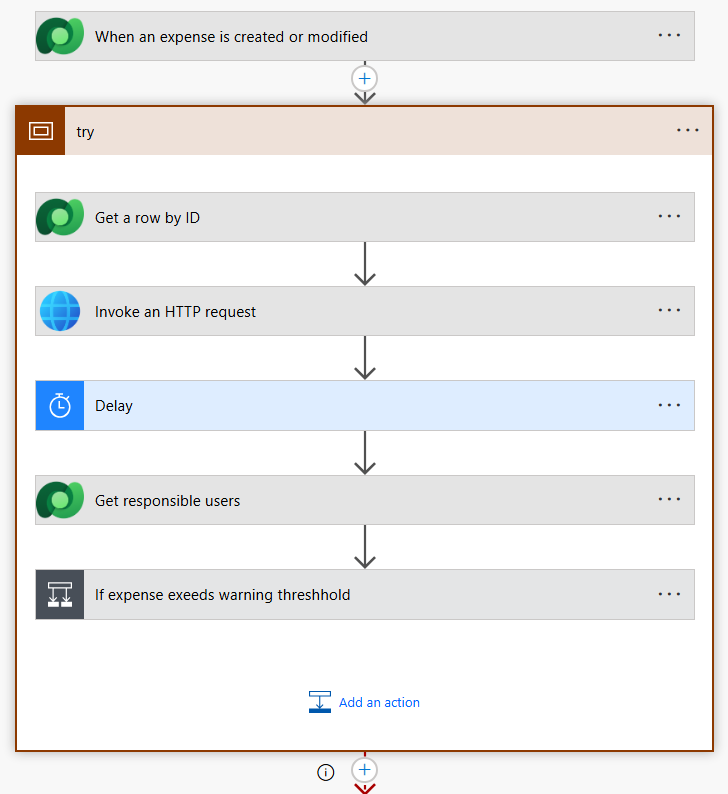 When an expense is created or modified
try
Get a row by ID
Invoke an HTTP request
Delay
Get responsible users
If expense exeeds warning threshhold
Add an action